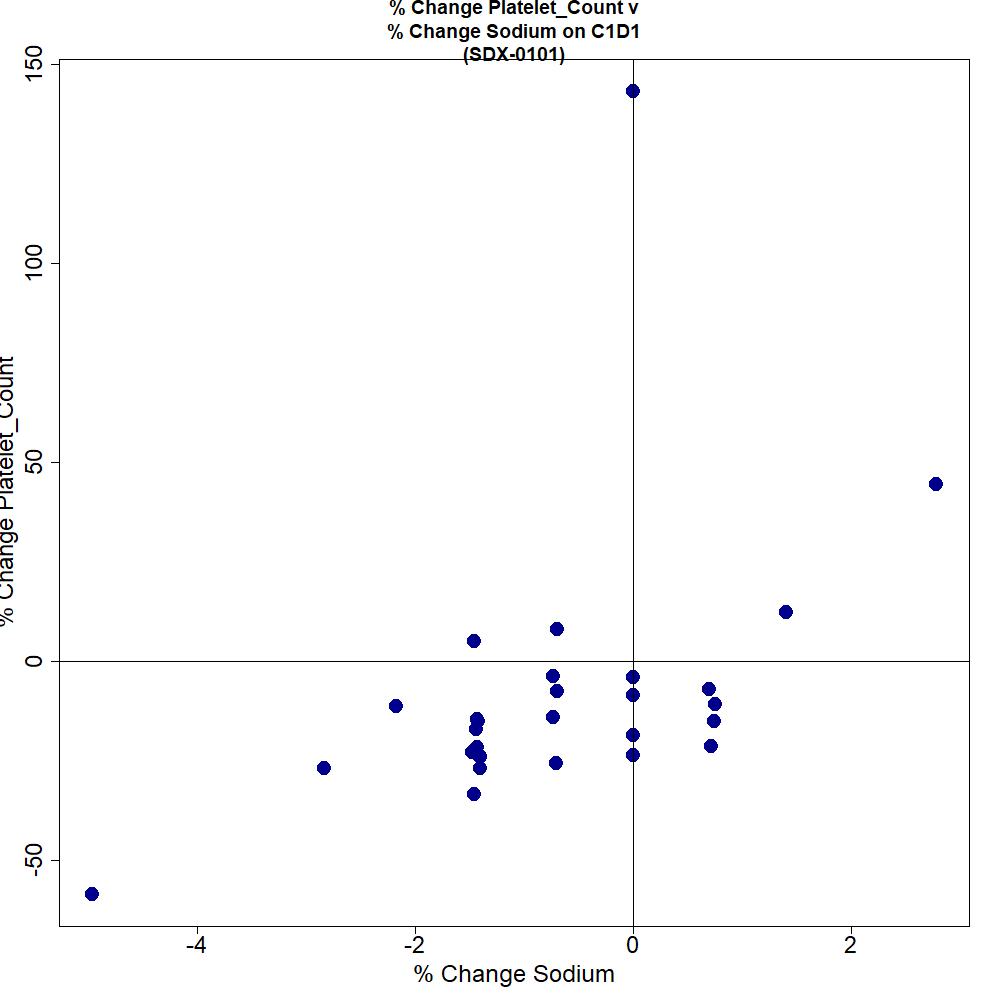 % Change Platelet_Count v
% Change Sodium on C1D1
(SDX-0101)
150
100
50
0
-50
% Change Platelet_Count
-4
-2
0
2
% Change Sodium